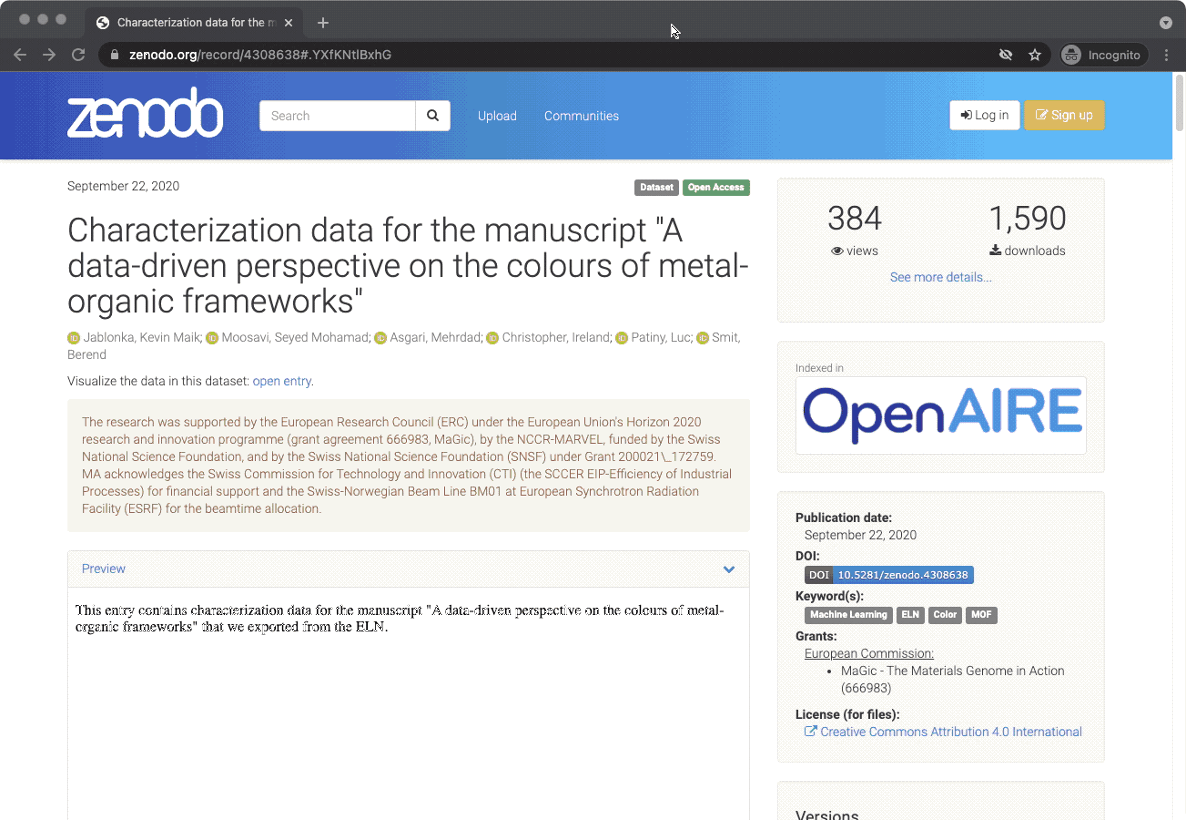 Characterization data for the m
zenodo.org/record/4308638#.YXfKNtlBxhG
Incognito
zenodo
Search
Upload
Communities
Log in
Sign up
September 22, 2020
Dataset
Open Access
Characterization data for the manuscript "A
data-driven perspective on the colours of metal-
organic frameworks"
Jablonka, Kevin Maik; Moosavi, Seyed Mohamad; Asgari, Mehrdad; Christopher, Ireland; Patiny, Luc; Smit,
Berend
Visualize the data in this dataset: open entry.
The research was supported by the European Research Council (ERC) under the European Union's Horizon 2020
research and innovation programme (grant agreement 666983, MaGic), by the NCCR-MARVEL, funded by the Swiss
National Science Foundation, and by the Swiss National Science Foundation (SNSF) under Grant 200021\_172759.
MA acknowledges the Swiss Commission for Technology and Innovation (CTI) (the SCCER EIP-Efficiency of Industrial
Processes) for financial support and the Swiss-Norwegian Beam Line BM01 at European Synchrotron Radiation
Facility (ESRF) for the beamtime allocation.
Preview
This entry contains characterization data for the manuscript "A data-driven perspective on the colours of metal-
organic frameworks" that we exported from the ELN.
384
views
1,590
downloads
See more details...
Indexed in
OpenAIRE
Publication date:
September 22, 2020
DOI:
DOI 10.5281/zenodo.4308638
Keyword(s):
Machine Learning ELN Color MOF
Grants:
European Commission:
• MaGic - The Materials Genome in Action
(666983)
License (for files):
Creative Commons Attribution 4.0 International
Versions